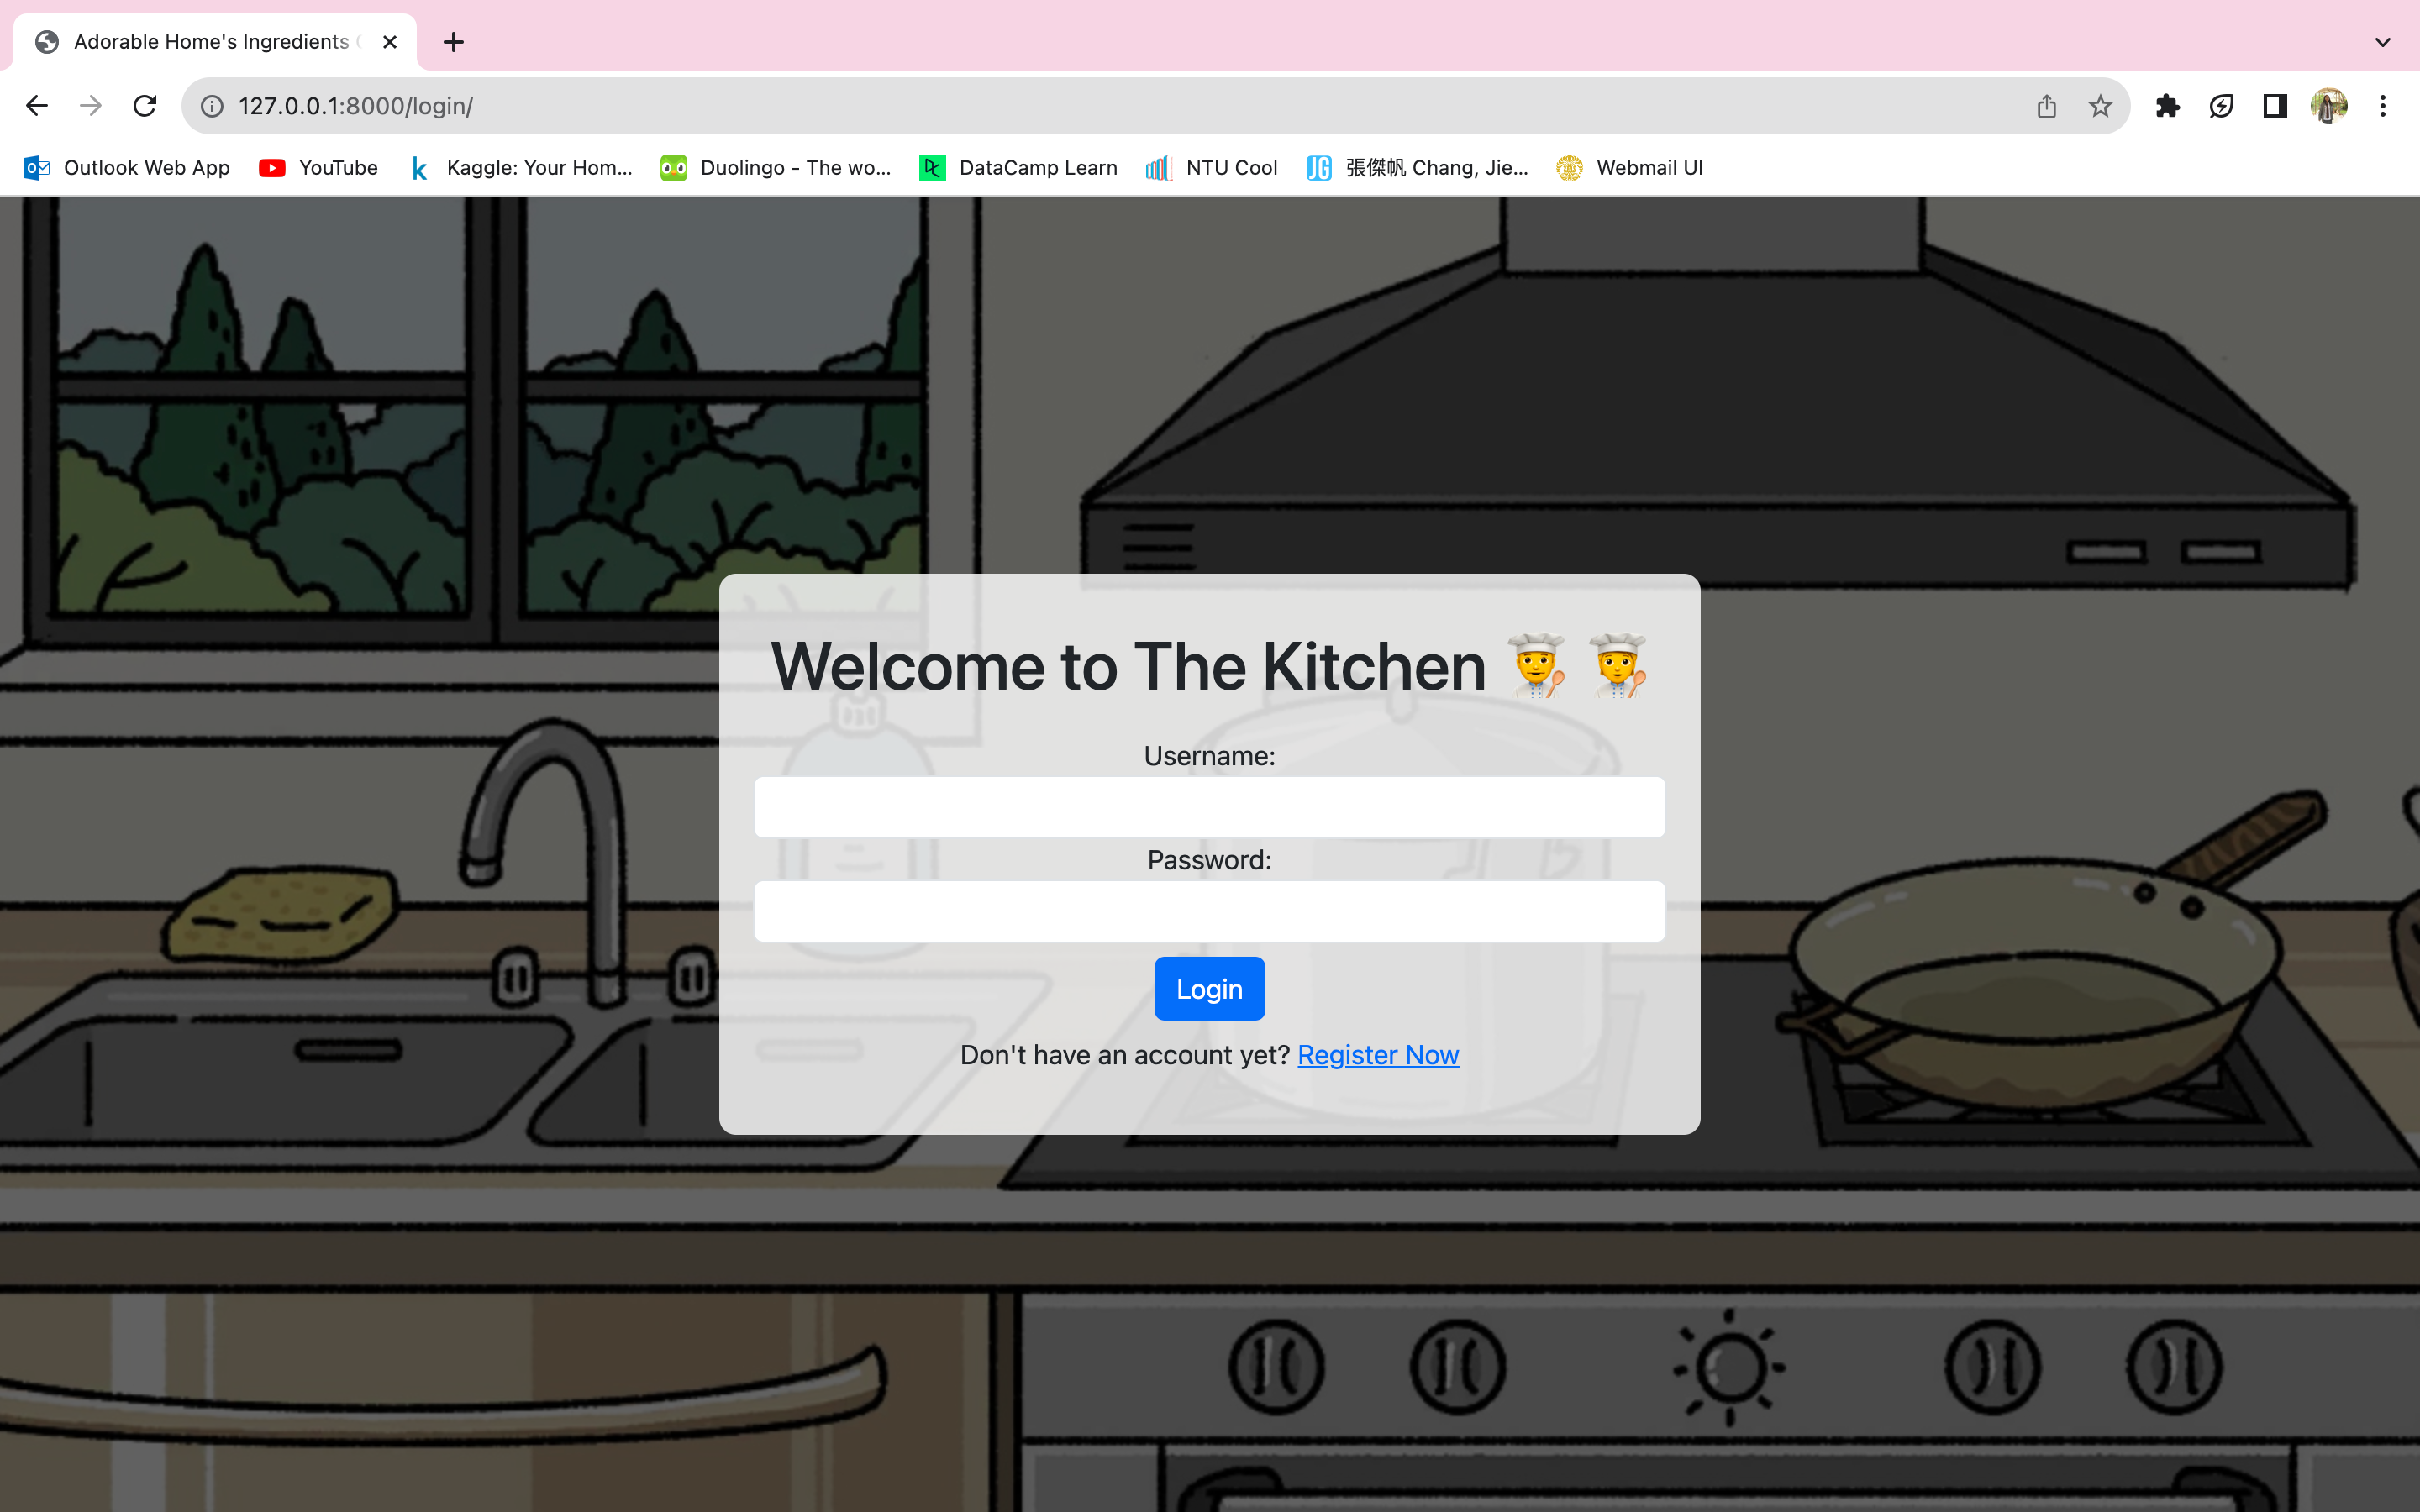 Adorable Home's Ingredients
127.0.0.1:8000/login/
Outlook Web App YouTube Kaggle: Your Hom... Duolingo - The wo... DataCamp Learn NTU Cool 張傑帆 Chang, Jie... Webmail UI
Welcome to The Kitchen 👨‍🍳 🧑‍🍳
Username:
Password:
Login
Don't have an account yet? Register Now